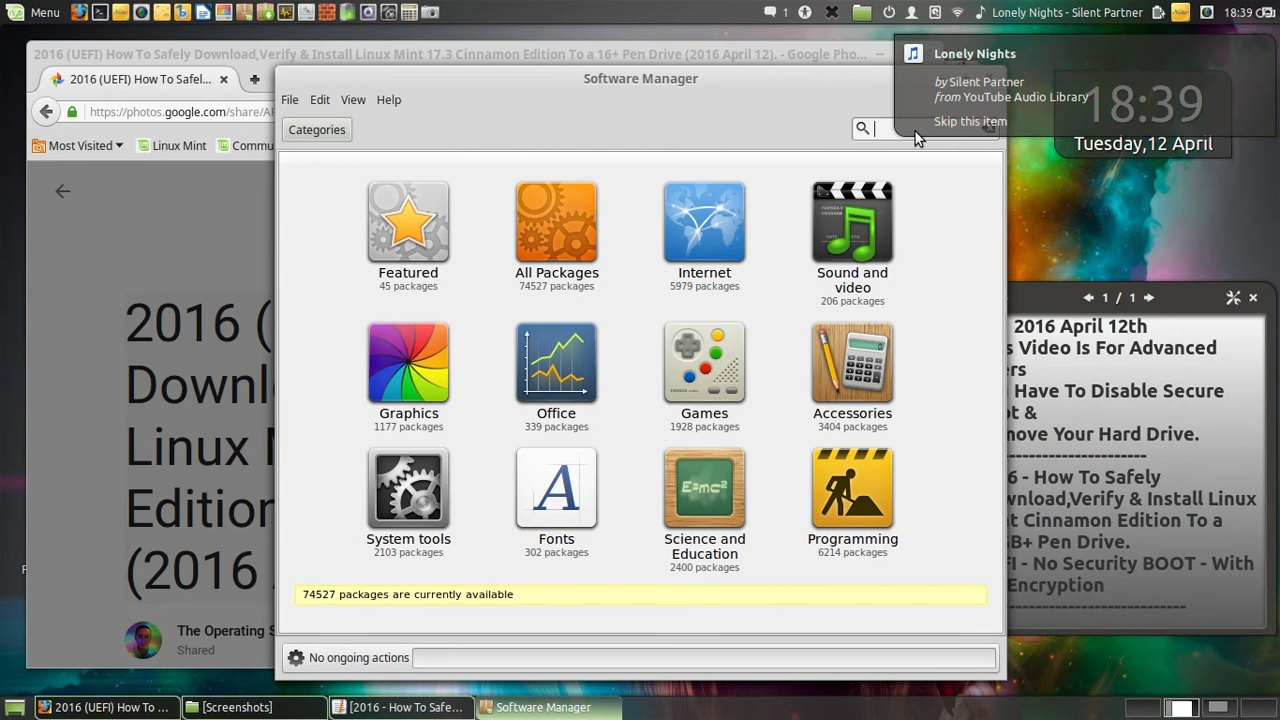 Menu
1
Lonely Nights - Silent Partner
18:39
2016 (UEFI) How To Safely Download,Verify & Install Linux Mint 17.3 Cinnamon Edition To a 16+ Pen Drive (2016 April 12). - Google Pho...
2016 (UEFI) How To Safel...
https://photos.google.com/share/AF
Most Visited
Linux Mint
Commu
2016 (
Downl
Linux M
Edition
(2016
The Operating S
Shared
Software Manager
File
Edit
View
Help
Categories
Featured
45 packages
All Packages
74527 packages
Internet
5979 packages
Sound and
video
206 packages
Graphics
1177 packages
Office
339 packages
Games
1928 packages
Accessories
3404 packages
System tools
2103 packages
Fonts
302 packages
E=mc²
Science and
Education
2400 packages
Programming
6214 packages
74527 packages are currently available
No ongoing actions
Lonely Nights
by Silent Partner
from YouTube Audio Library
Skip this item
18:39
Tuesday,12 April
1 / 1
2016 April 12th
s Video Is For Advanced
ers
Have To Disable Secure
ot &
move Your Hard Drive.
--------------------
6 - How To Safely
wnload,Verify & Install Linux
t Cinnamon Edition To a
GB+ Pen Drive.
FI - No Security BOOT - With
Encryption
-------------------------
2016 (UEFI) How To ...
[Screenshots]
[2016 - How To Safe...
Software Manager